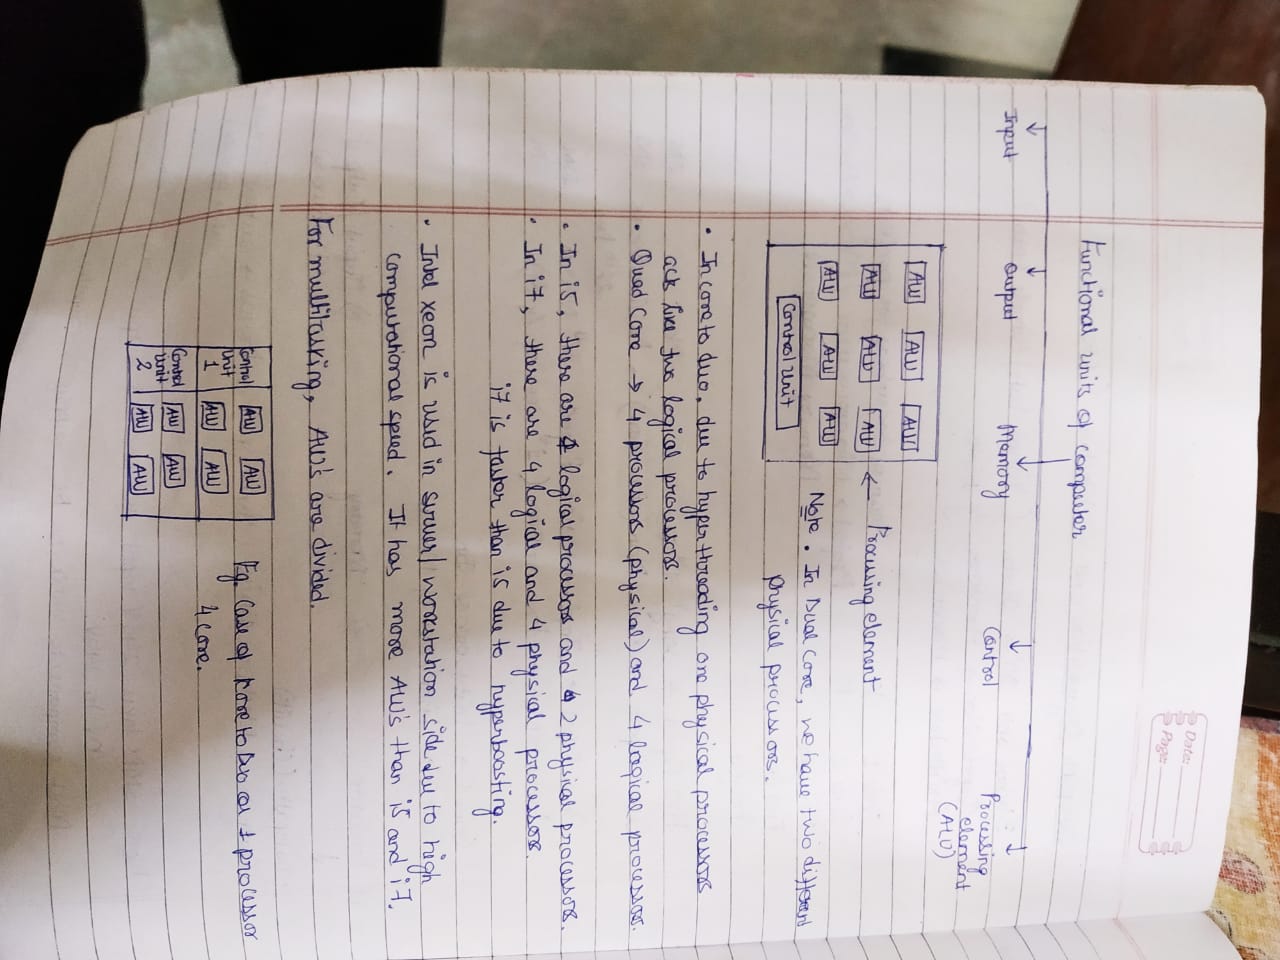 Date:
Page:
Functional units of computer
Input
Output
Memory
Control
Processing element (ALU)
ALU ALU ALU
ALU ALU ALU
ALU ALU ALU
Control unit
← Processing element
Note. In Dual core, we have two different
physical processors.
• In core to duo, due to hyper threading one physical processors
ack like two logical processors.
• Qued Core → 4 processors (physical) and 4 logical processor.
• In i5, there are logical processors and 2 physical processors.
• In i7, there are 4 logical and 4 physical processors.
i7 is faster than i5 due to hyperboosting.
• Intel xeon is used in server/workstation side due to high
computational speed. It has more ALU's than i5 and i7.
For multitasking, ALU's are divided.
Control unit 1
ALU ALU
ALU ALU
Control unit 2
ALU ALU
ALU ALU
Eg. Case of to Duo or 1 processor
4 core.